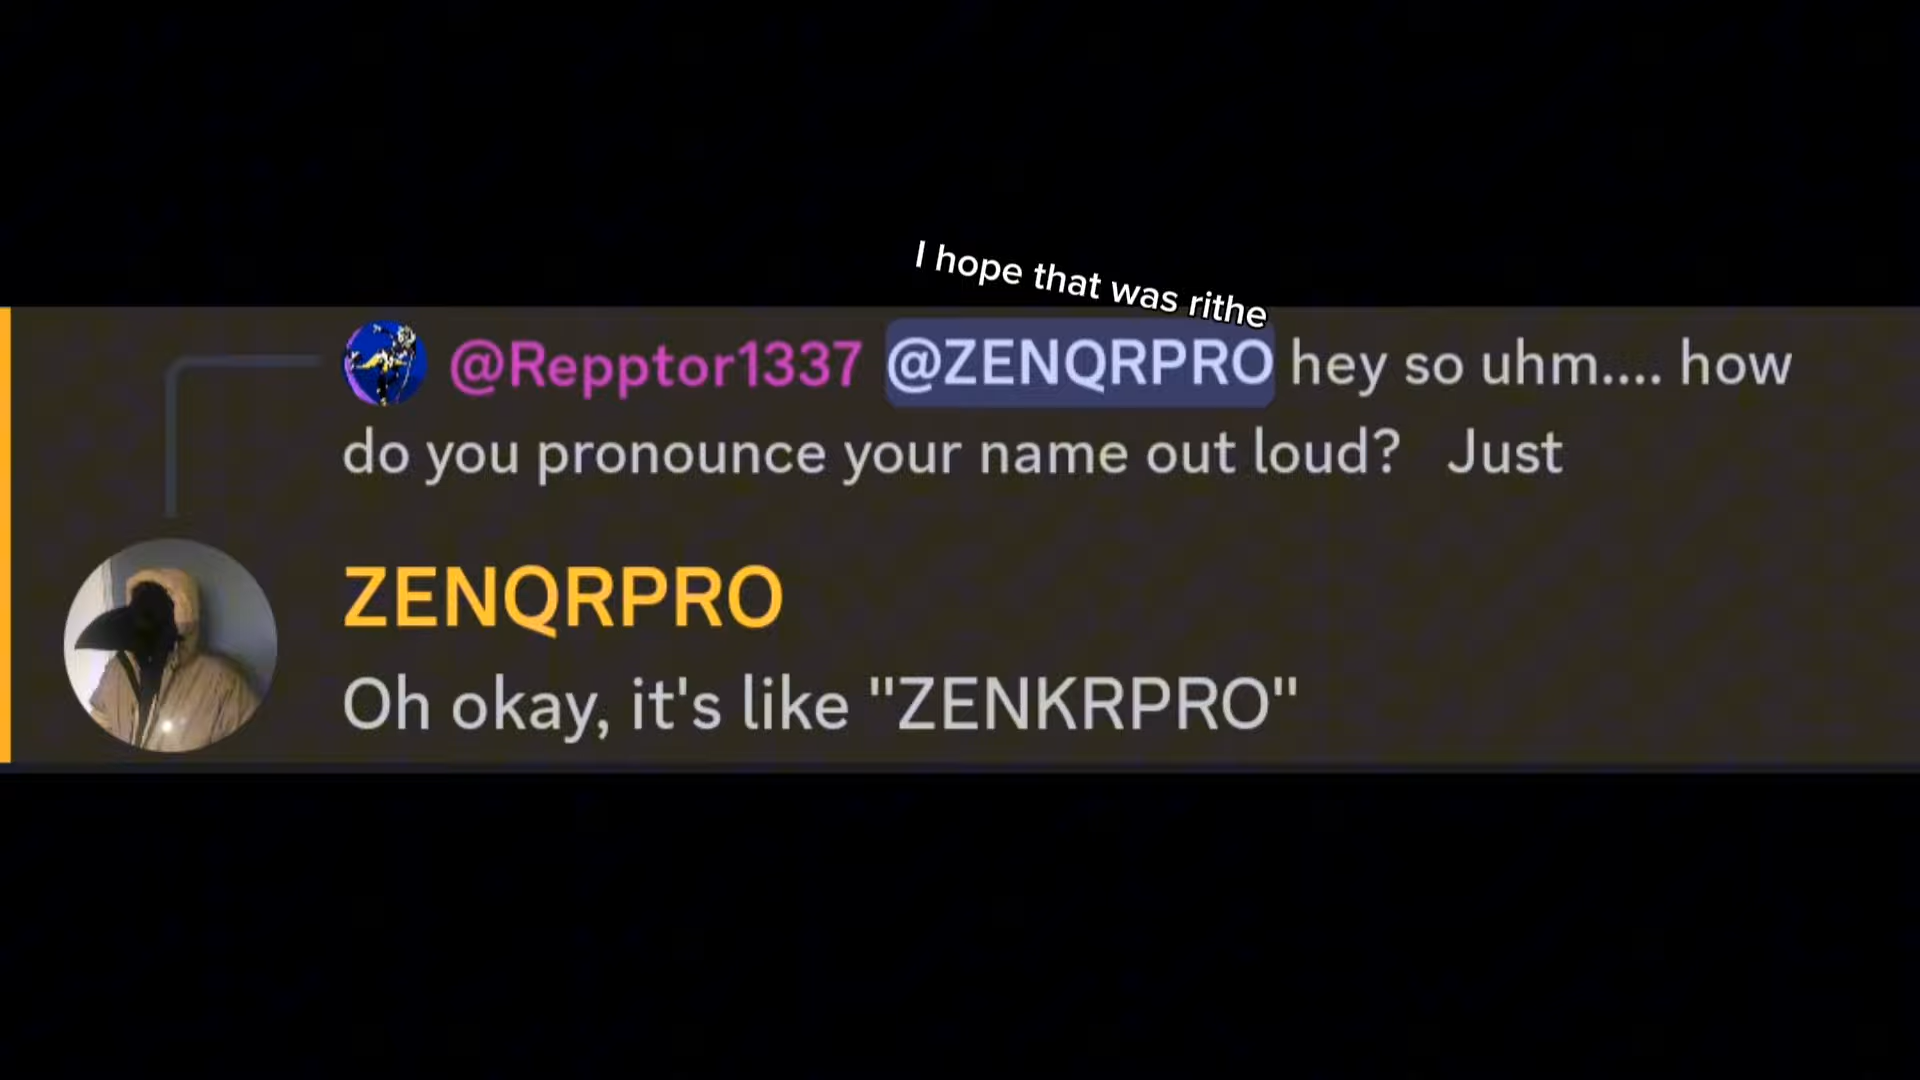 I hope that was rithe
@Repptor1337 @ZENQRPRO hey so uhm.... how
do you pronounce your name out loud? Just
ZENQRPRO
Oh okay, it's like "ZENKRPRO"